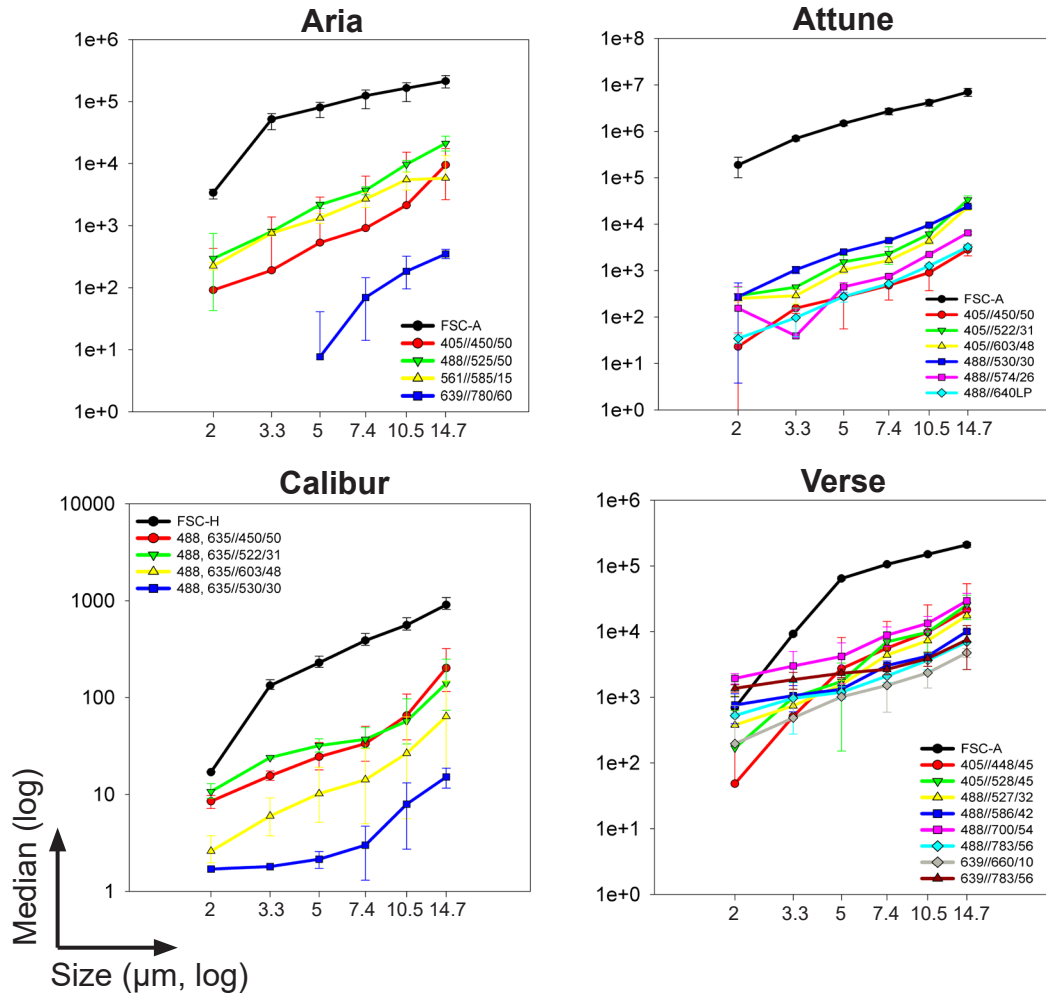 Aria
1e+6
1e+5
1e+4
1e+3
1e+2
1e+1
1e+0
2 3.3 5 7.4 10.5 14.7
FSC-A
405//450/50
488//525/50
561//585/15
639//780/60
Attune
1e+8
1e+7
1e+6
1e+5
1e+4
1e+3
1e+2
1e+1
1e+0
2 3.3 5 7.4 10.5 14.7
FSC-A
405//450/50
405//522/31
405//603/48
488//530/30
488//574/26
488//640LP
Calibur
10000
1000
100
10
1
2 3.3 5 7.4 10.5 14.7
FSC-H
488, 635//450/50
488, 635//522/31
488, 635//603/48
488, 635//530/30
Verse
1e+6
1e+5
1e+4
1e+3
1e+2
1e+1
1e+0
2 3.3 5 7.4 10.5 14.7
FSC-A
405//448/45
405//528/45
488//527/32
488//586/42
488//700/54
488//783/56
639//660/10
639//783/56
Median (log)
Size (µm, log)